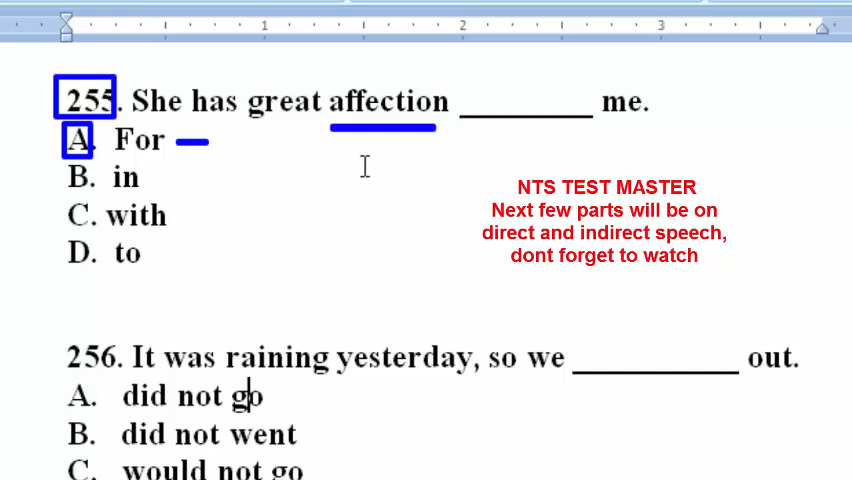 1 2 3
255. She has great affection __________ me.
A. For
B. in
C. with
D. to
NTS TEST MASTER
Next few parts will be on
direct and indirect speech,
dont forget to watch
256. It was raining yesterday, so we ____________ out.
A. did not go
B. did not went
C. would not go